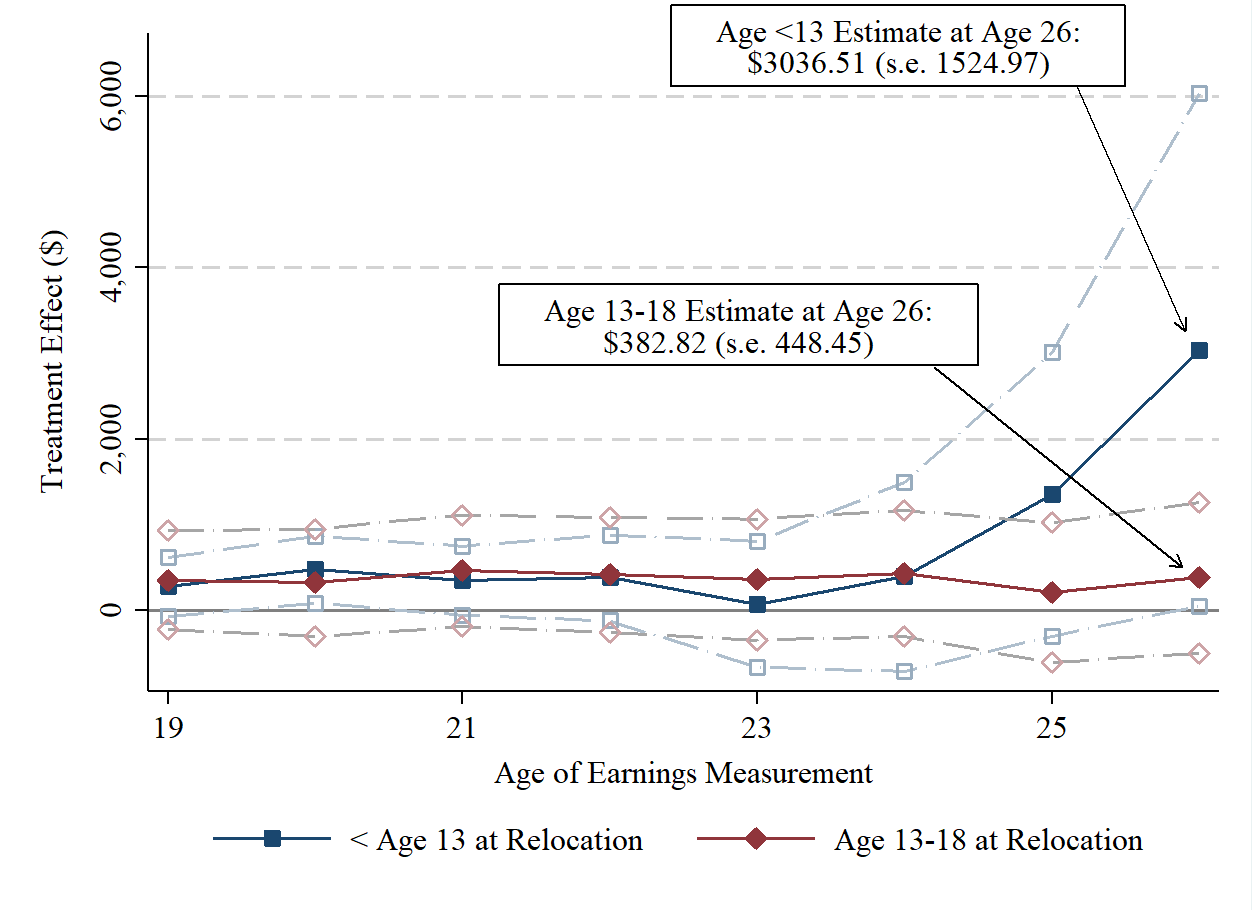 Age <13 Estimate at Age 26:
$3036.51 (s.e. 1524.97)
Age 13-18 Estimate at Age 26:
$382.82 (s.e. 448.45)
Treatment Effect ($)
6,000
4,000
2,000
0
19
21
23
25
Age of Earnings Measurement
< Age 13 at Relocation
Age 13-18 at Relocation